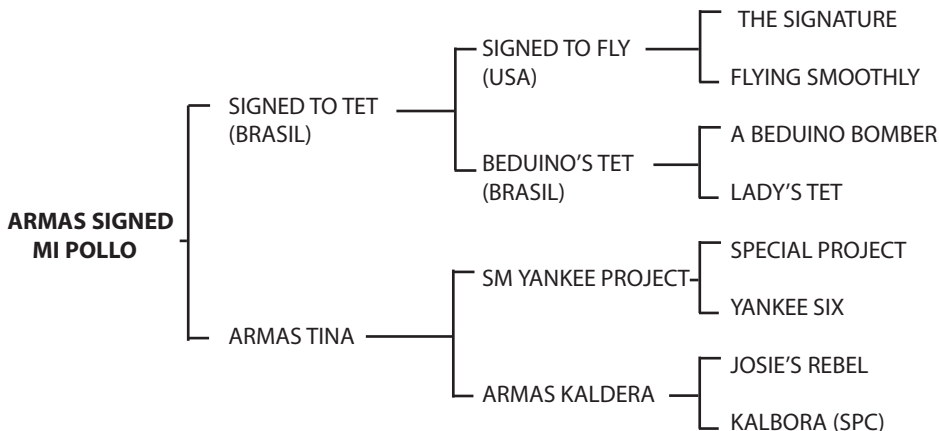 THE SIGNATURE
SIGNED TO FLY
(USA)
FLYING SMOOTHLY
SIGNED TO TET
(BRASIL)
A BEDUINO BOMBER
BEDUINO’S TET
(BRASIL)
LADY’S TET
ARMAS SIGNED
MI POLLO
SPECIAL PROJECT
SM YANKEE PROJECT
YANKEE SIX
ARMAS TINA
JOSIE’S REBEL
ARMAS KALDERA
KALBORA (SPC)